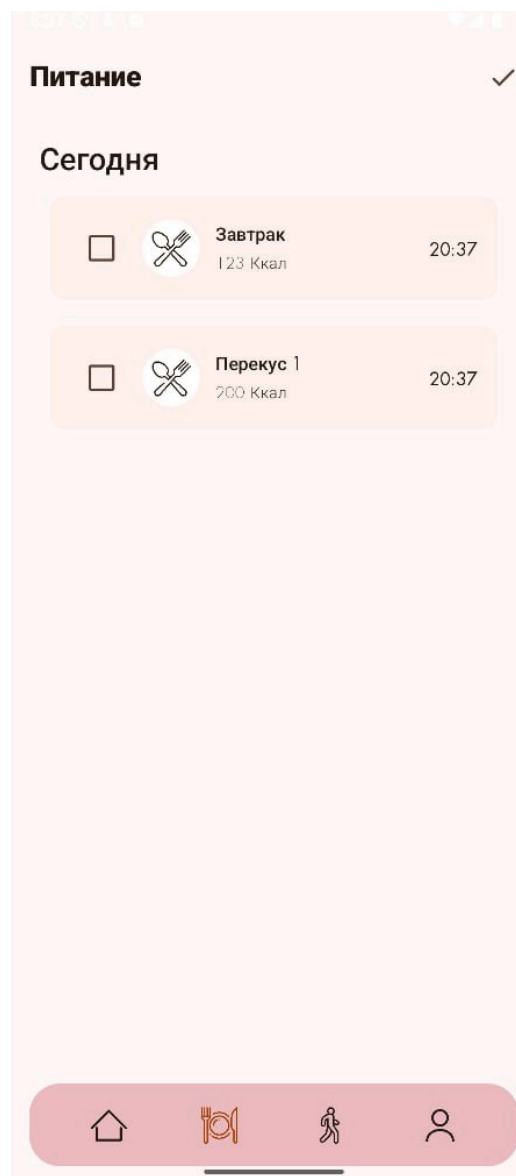 Питание
Сегодня
Завтрак
123 Ккал
20:37
Перекус 1
200 Ккал
20:37